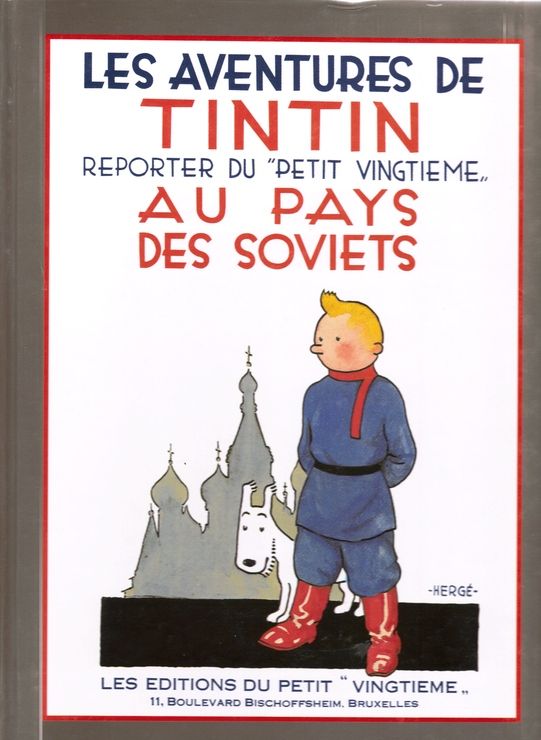 LES AVENTURES DE
TINTIN
REPORTER DU "PETIT VINGTIEME„
AU PAYS
DES SOVIETS
-HERGÉ-
LES EDITIONS DU PETIT “ VINGTIEME „
11, BOULEVARD BISCHOFFSHEIM, BRUXELLES